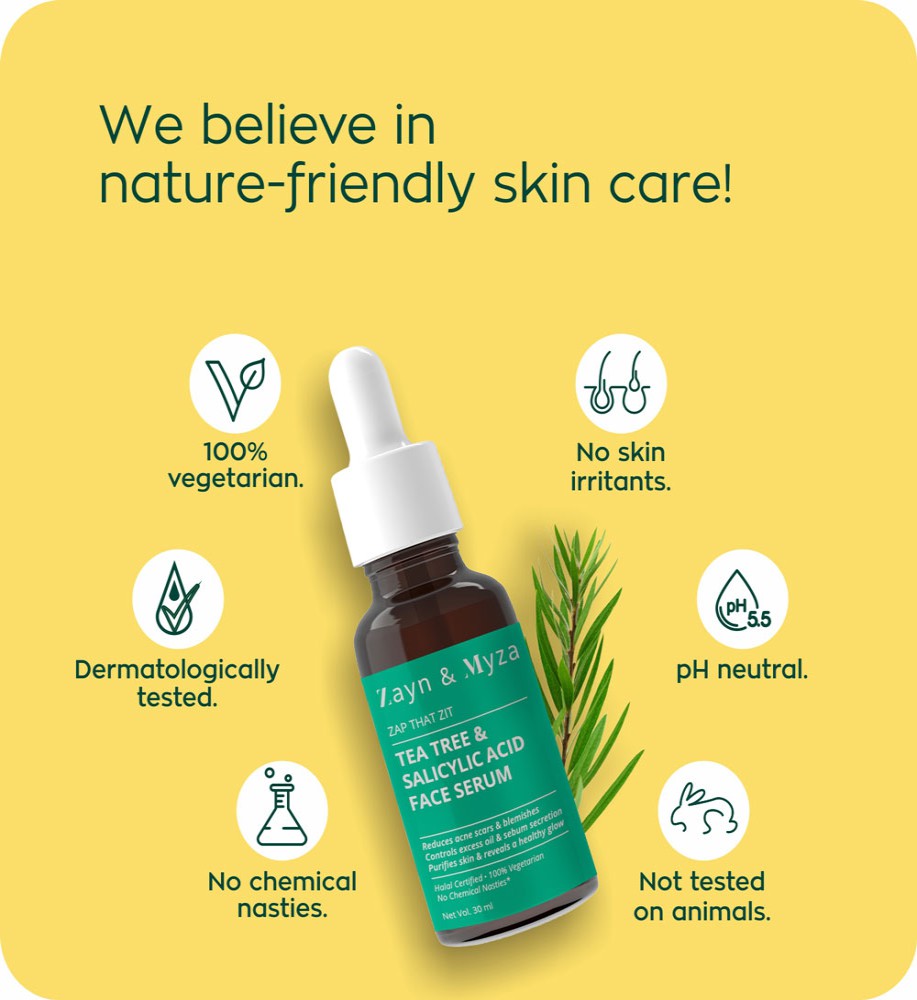 We believe in
nature-friendly skin care!
100%
vegetarian.
No skin
irritants.
Dermatologically
tested.
pH
5.5
pH neutral.
No chemical
nasties.
Not tested
on animals.
Zayn & Myza
ZAP THAT ZIT
TEA TREE &
SALICYLIC ACID
FACE SERUM
Reduces acne scars & blemishes
Controls excess oil & sebum secretion
Purifies skin & reveals a healthy glow
Halal Certified • 100% Vegetarian
No Chemical Nasties*
Net Vol. 30 ml